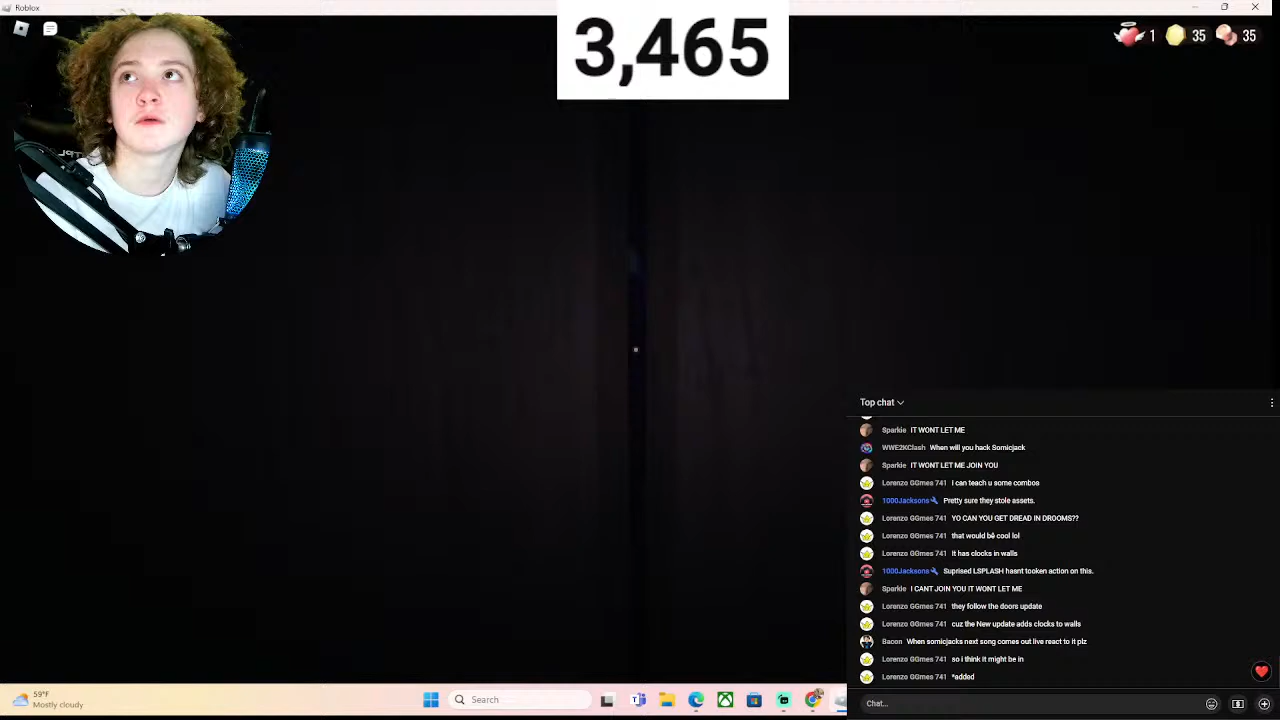 Roblox
3,465
1
35
35
Top chat
Sparkie IT WONT LET ME
WWE2KClash When will you hack Somicjack
Sparkie IT WONT LET ME JOIN YOU
Lorenzo GGmes 741 I can teach u some combos
1000Jacksons Pretty sure they stole assets.
Lorenzo GGmes 741 YO CAN YOU GET DREAD IN DROOMS??
Lorenzo GGmes 741 that would bê cool lol
Lorenzo GGmes 741 It has clocks in walls
1000Jacksons Suprised LSPLASH hasnt tooken action on this.
Sparkie I CANT JOIN YOU IT WONT LET ME
Lorenzo GGmes 741 they follow the doors update
Lorenzo GGmes 741 cuz the New update adds clocks to walls
Bacon When somicjacks next song comes out live react to it plz
Lorenzo GGmes 741 so i think it might be in
Lorenzo GGmes 741 *added
Chat...
59°F
Mostly cloudy
Search